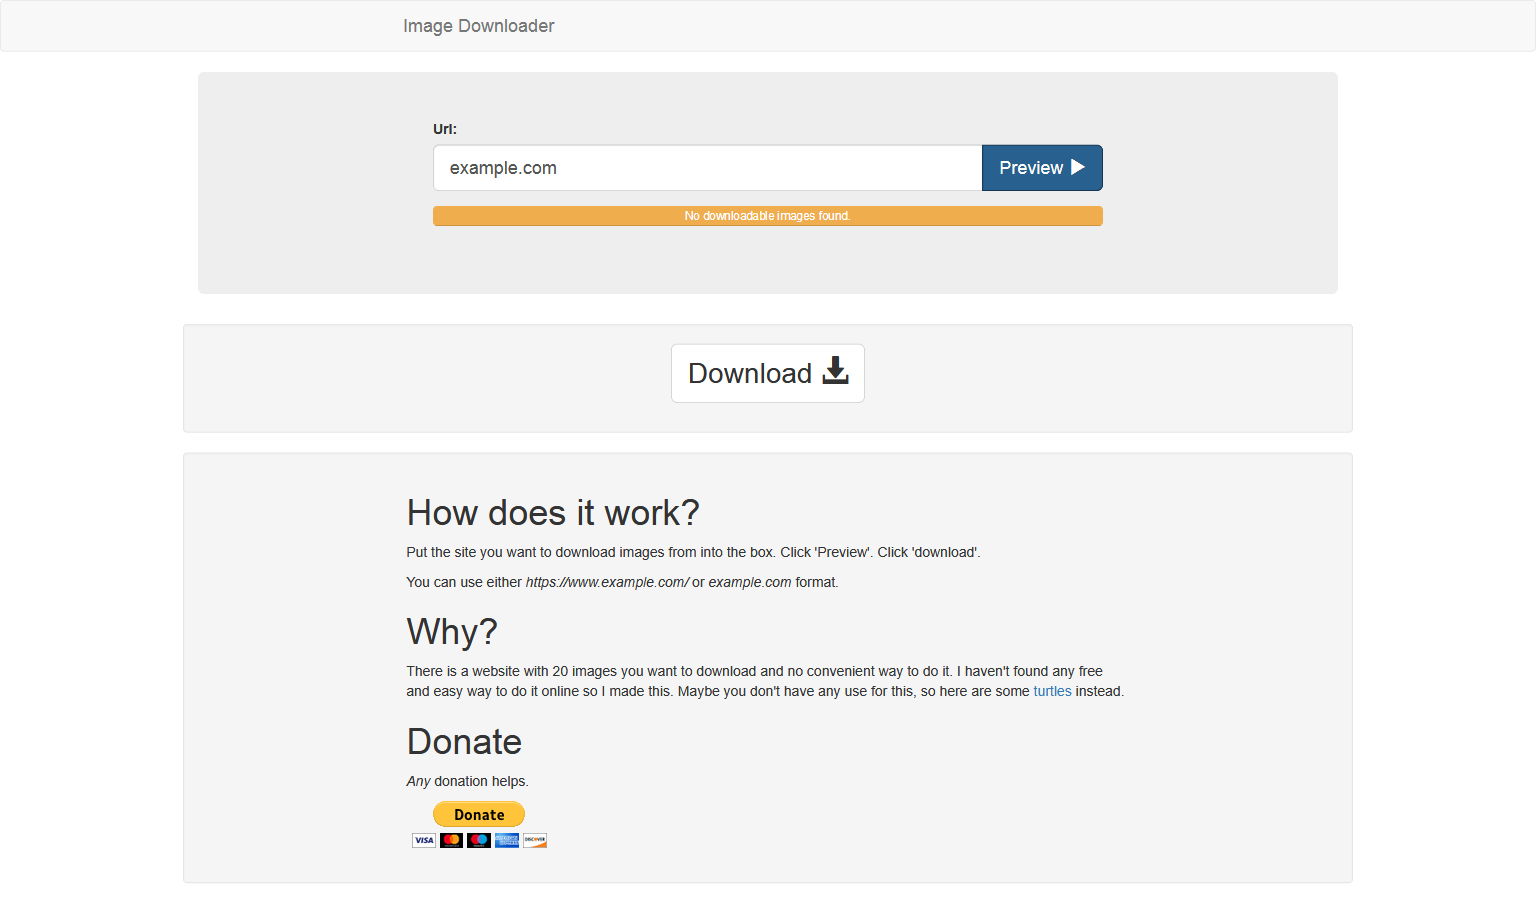 Image Downloader
Url:
example.com
Preview
No downloadable images found.
Download
How does it work?
Put the site you want to download images from into the box. Click 'Preview'. Click 'download'.
You can use either https://www.example.com/ or example.com format.
Why?
There is a website with 20 images you want to download and no convenient way to do it. I haven't found any free
and easy way to do it online so I made this. Maybe you don't have any use for this, so here are some turtles instead.
Donate
Any donation helps.
Donate
VISA
DISCOVER